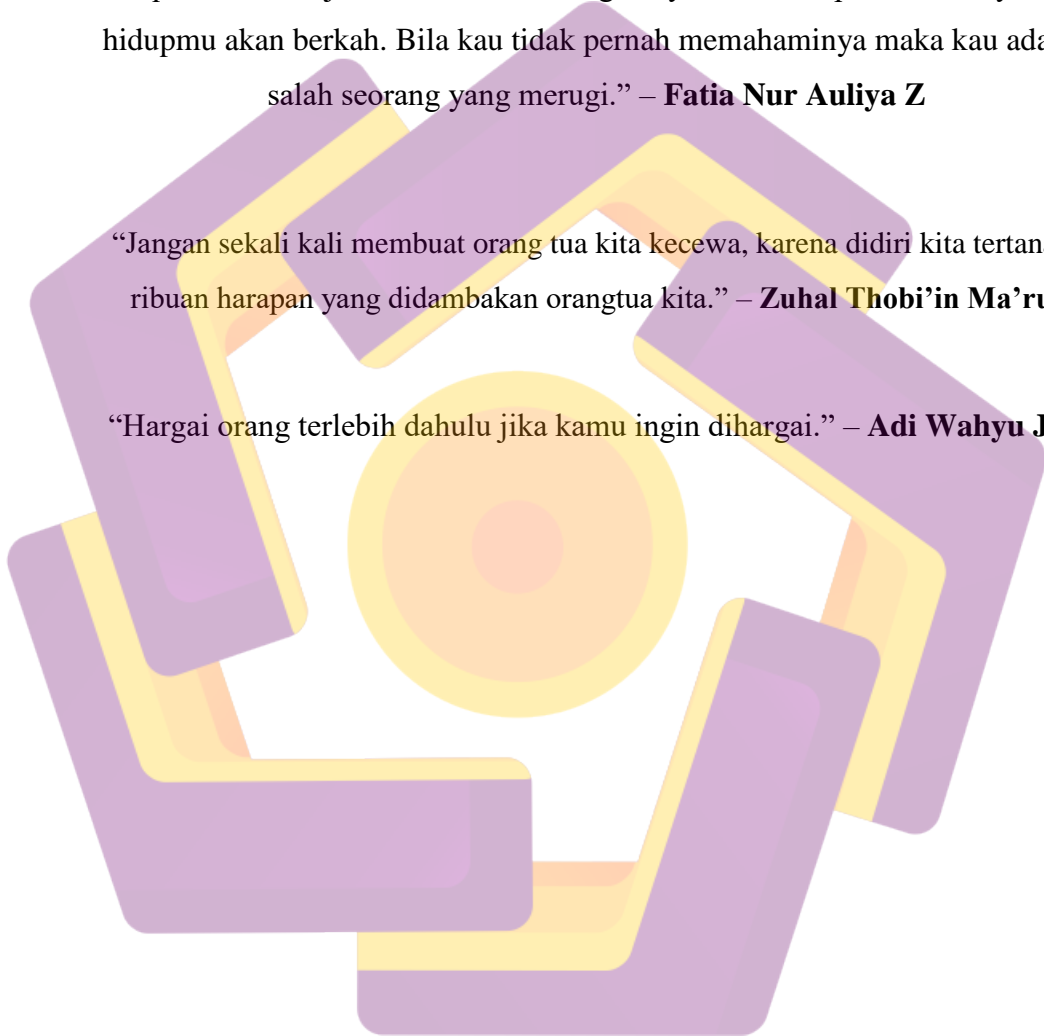 hidupmu akan berkah. Bila kau tidak pernah memahaminya maka kau ada
salah seorang yang merugi.” – Fatia Nur Auliya Z
“Jangan sekali kali membuat orang tua kita kecewa, karena didiri kita tertana
ribuan harapan yang didambakan orangtua kita.” – Zuhal Thobi’in Ma’ru
“Hargai orang terlebih dahulu jika kamu ingin dihargai.” – Adi Wahyu J